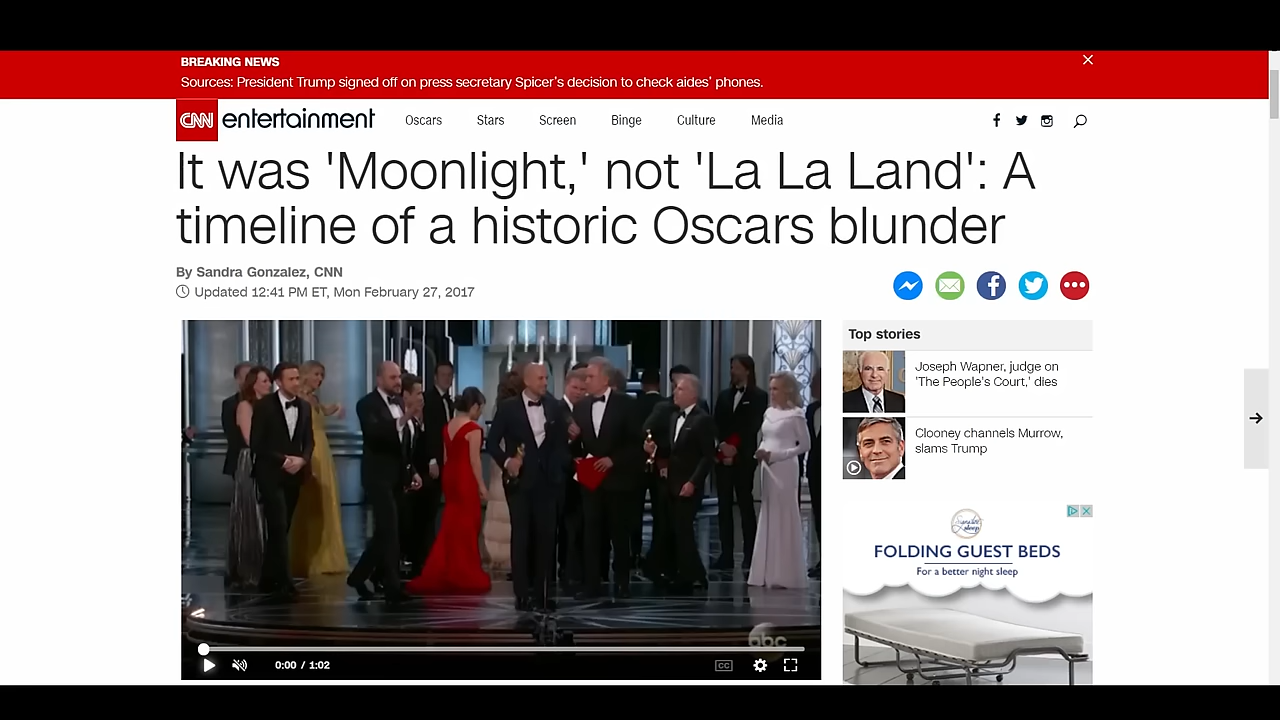 BREAKING NEWS
Sources: President Trump signed off on press secretary Spicer's decision to check aides' phones.
CNN entertainment Oscars Stars Screen Binge Culture Media
It was 'Moonlight,' not 'La La Land': A
timeline of a historic Oscars blunder
By Sandra Gonzalez, CNN
Updated 12:41 PM ET, Mon February 27, 2017
abc
0:00 / 1:02
CC
Top stories
Joseph Wapner, judge on
'The People's Court,' dies
Clooney channels Murrow,
slams Trump
FOLDING GUEST BEDS
For a better night sleep